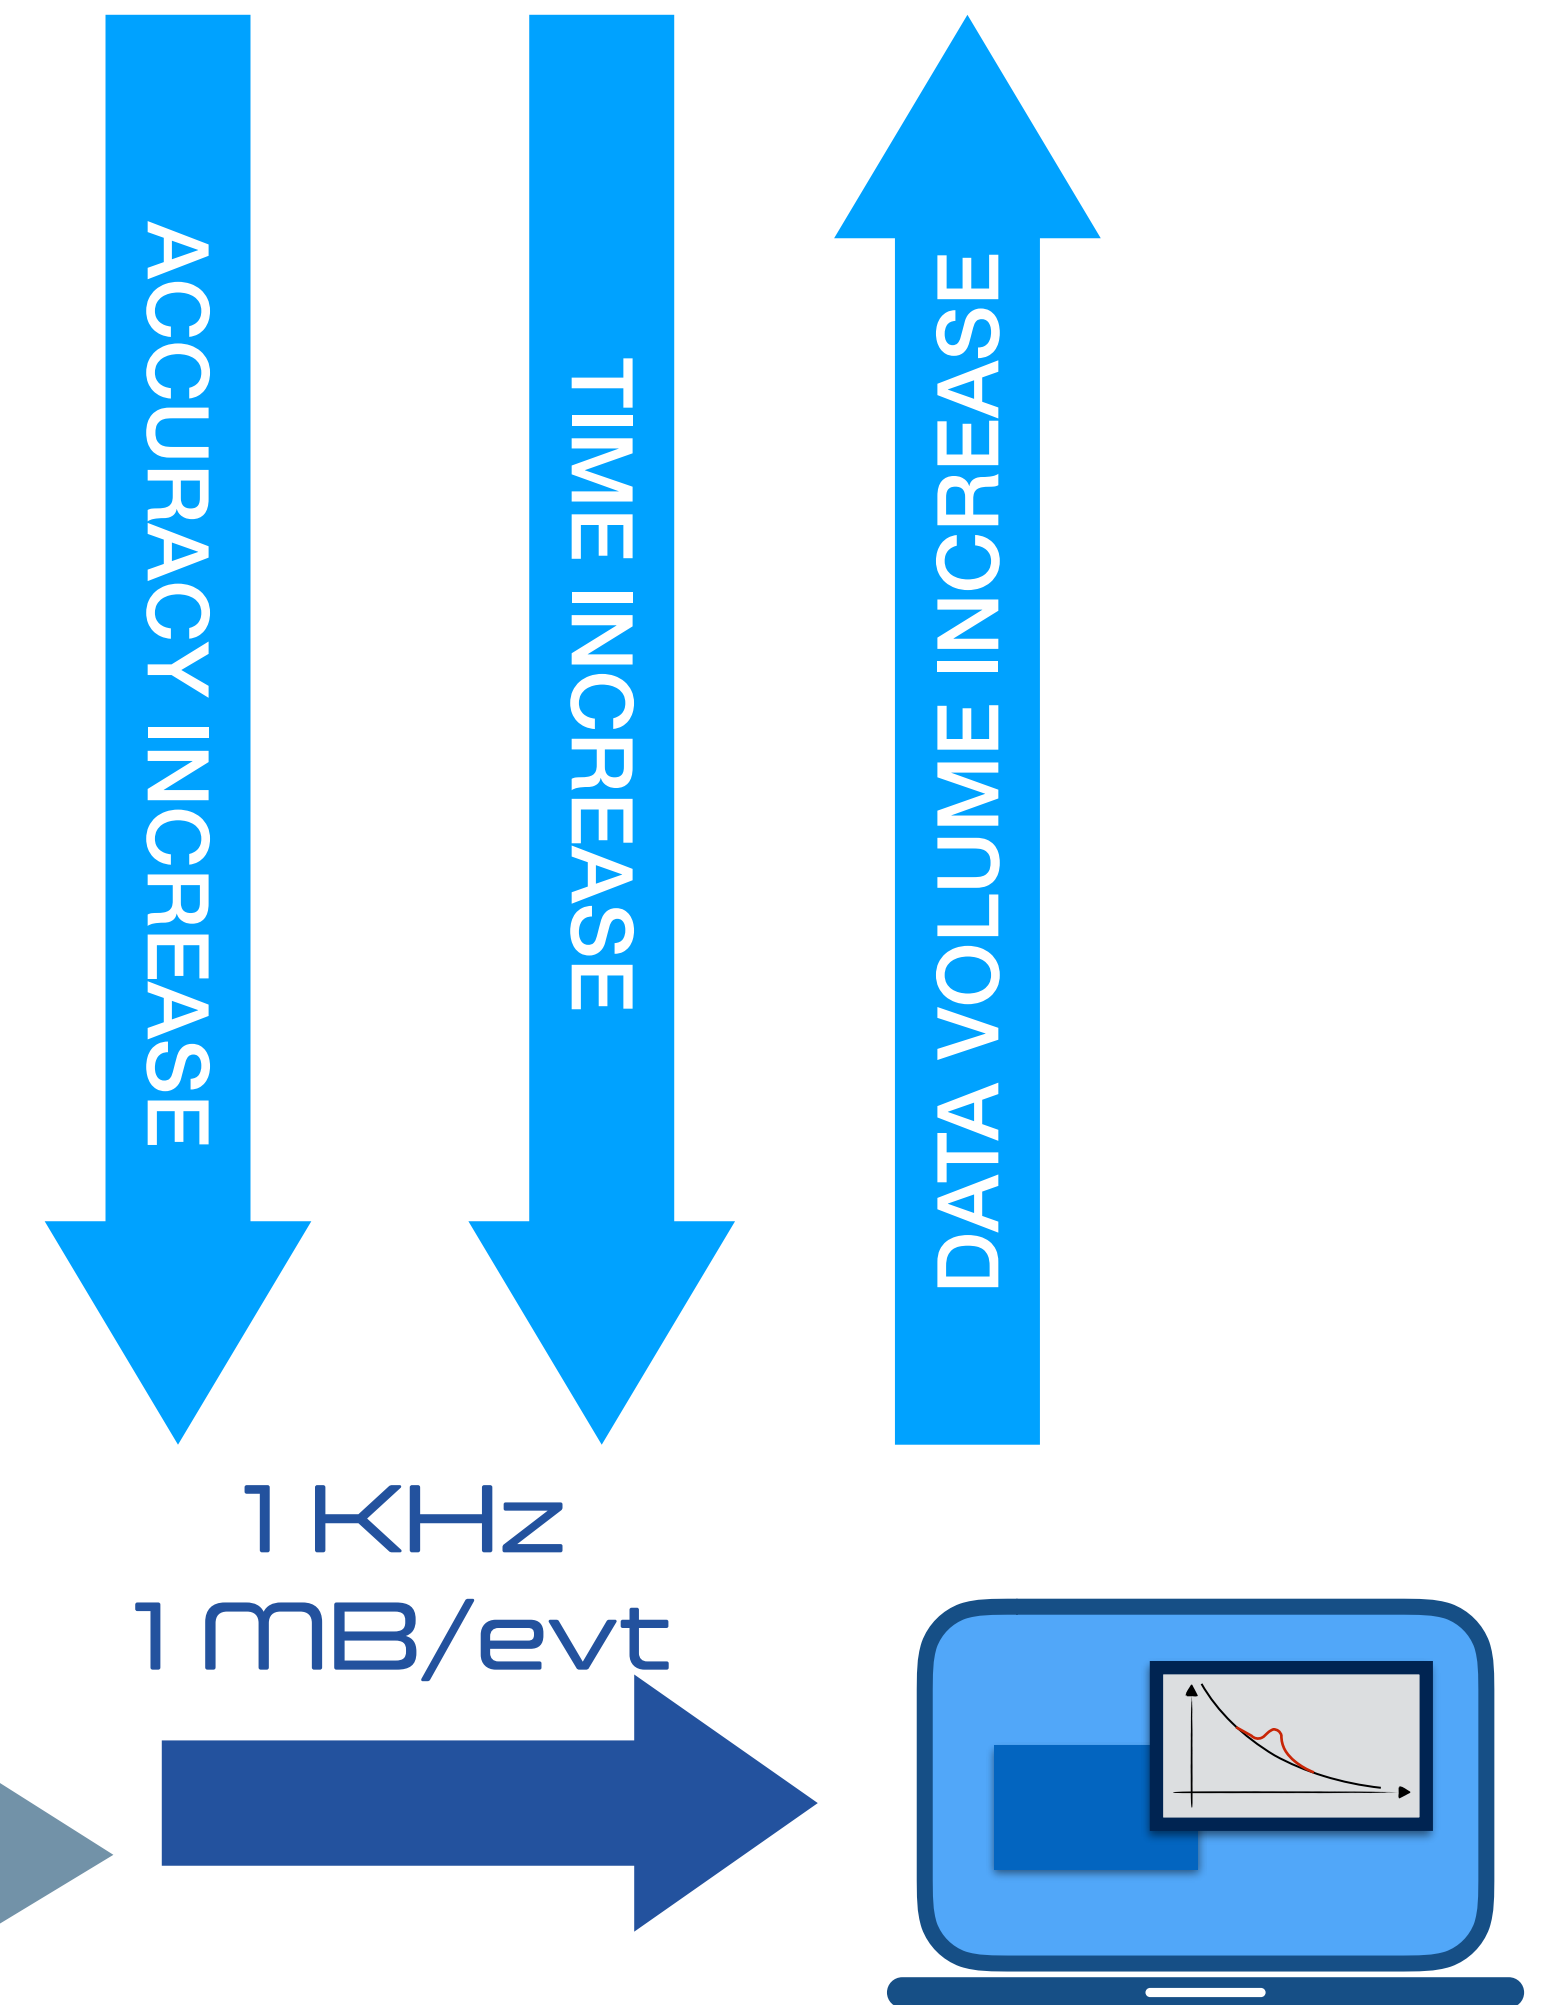 ACCURACY INCREASE
TIME INCREASE
DATA VOLUME INCREASE
1 KHz
1 MB/evt